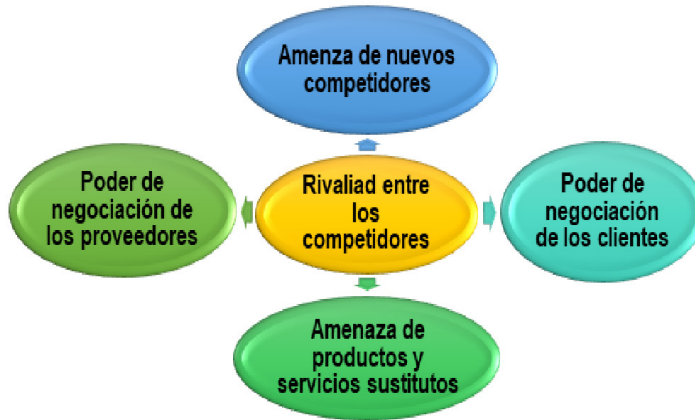 Amenza de nuevos
competidores
Poder de
negociación de
los proveedores
Rivaliad entre
los
competidores
Poder de
negociación
de los clientes
Amenaza de
productos y
servicios sustitutos